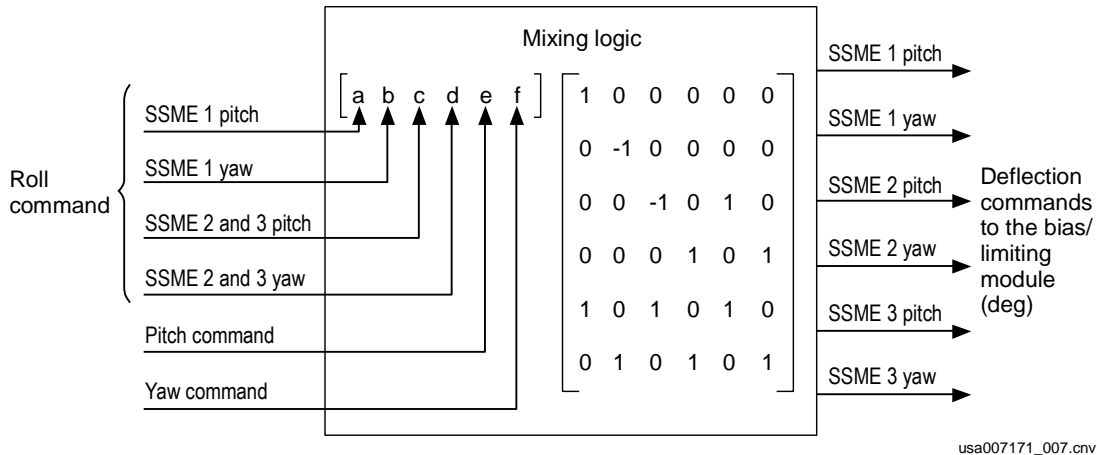 Mixing logic
[a b c d e f]
1 0 0 0 0 0
0 -1 0 0 0 0
0 0 -1 0 1 0
0 0 0 1 0 1
1 0 1 0 1 0
0 1 0 1 0 1
Roll
command
SSME 1 pitch
SSME 1 yaw
SSME 2 and 3 pitch
SSME 2 and 3 yaw
Pitch command
Yaw command
SSME 1 pitch
SSME 1 yaw
SSME 2 pitch
SSME 2 yaw
SSME 3 pitch
SSME 3 yaw
Deflection
commands
to the bias/
limiting
module
(deg)
usa007171_007.cnv